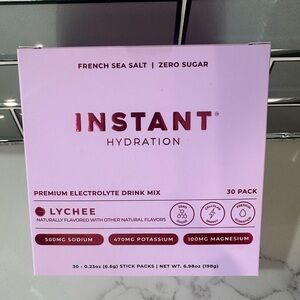 FRENCH SEA SALT | ZERO SUGAR
INSTANT®
HYDRATION
PREMIUM ELECTROLYTE DRINK MIX
30 PACK
LYCHEE
NATURALLY FLAVORED WITH OTHER NATURAL FLAVORS
ZERO SUGAR
500MG SODIUM
470MG POTASSIUM
100MG MAGNESIUM
30 - 0.23oz (6.6g) STICK PACKS | NET WT. 6.98oz (198g)